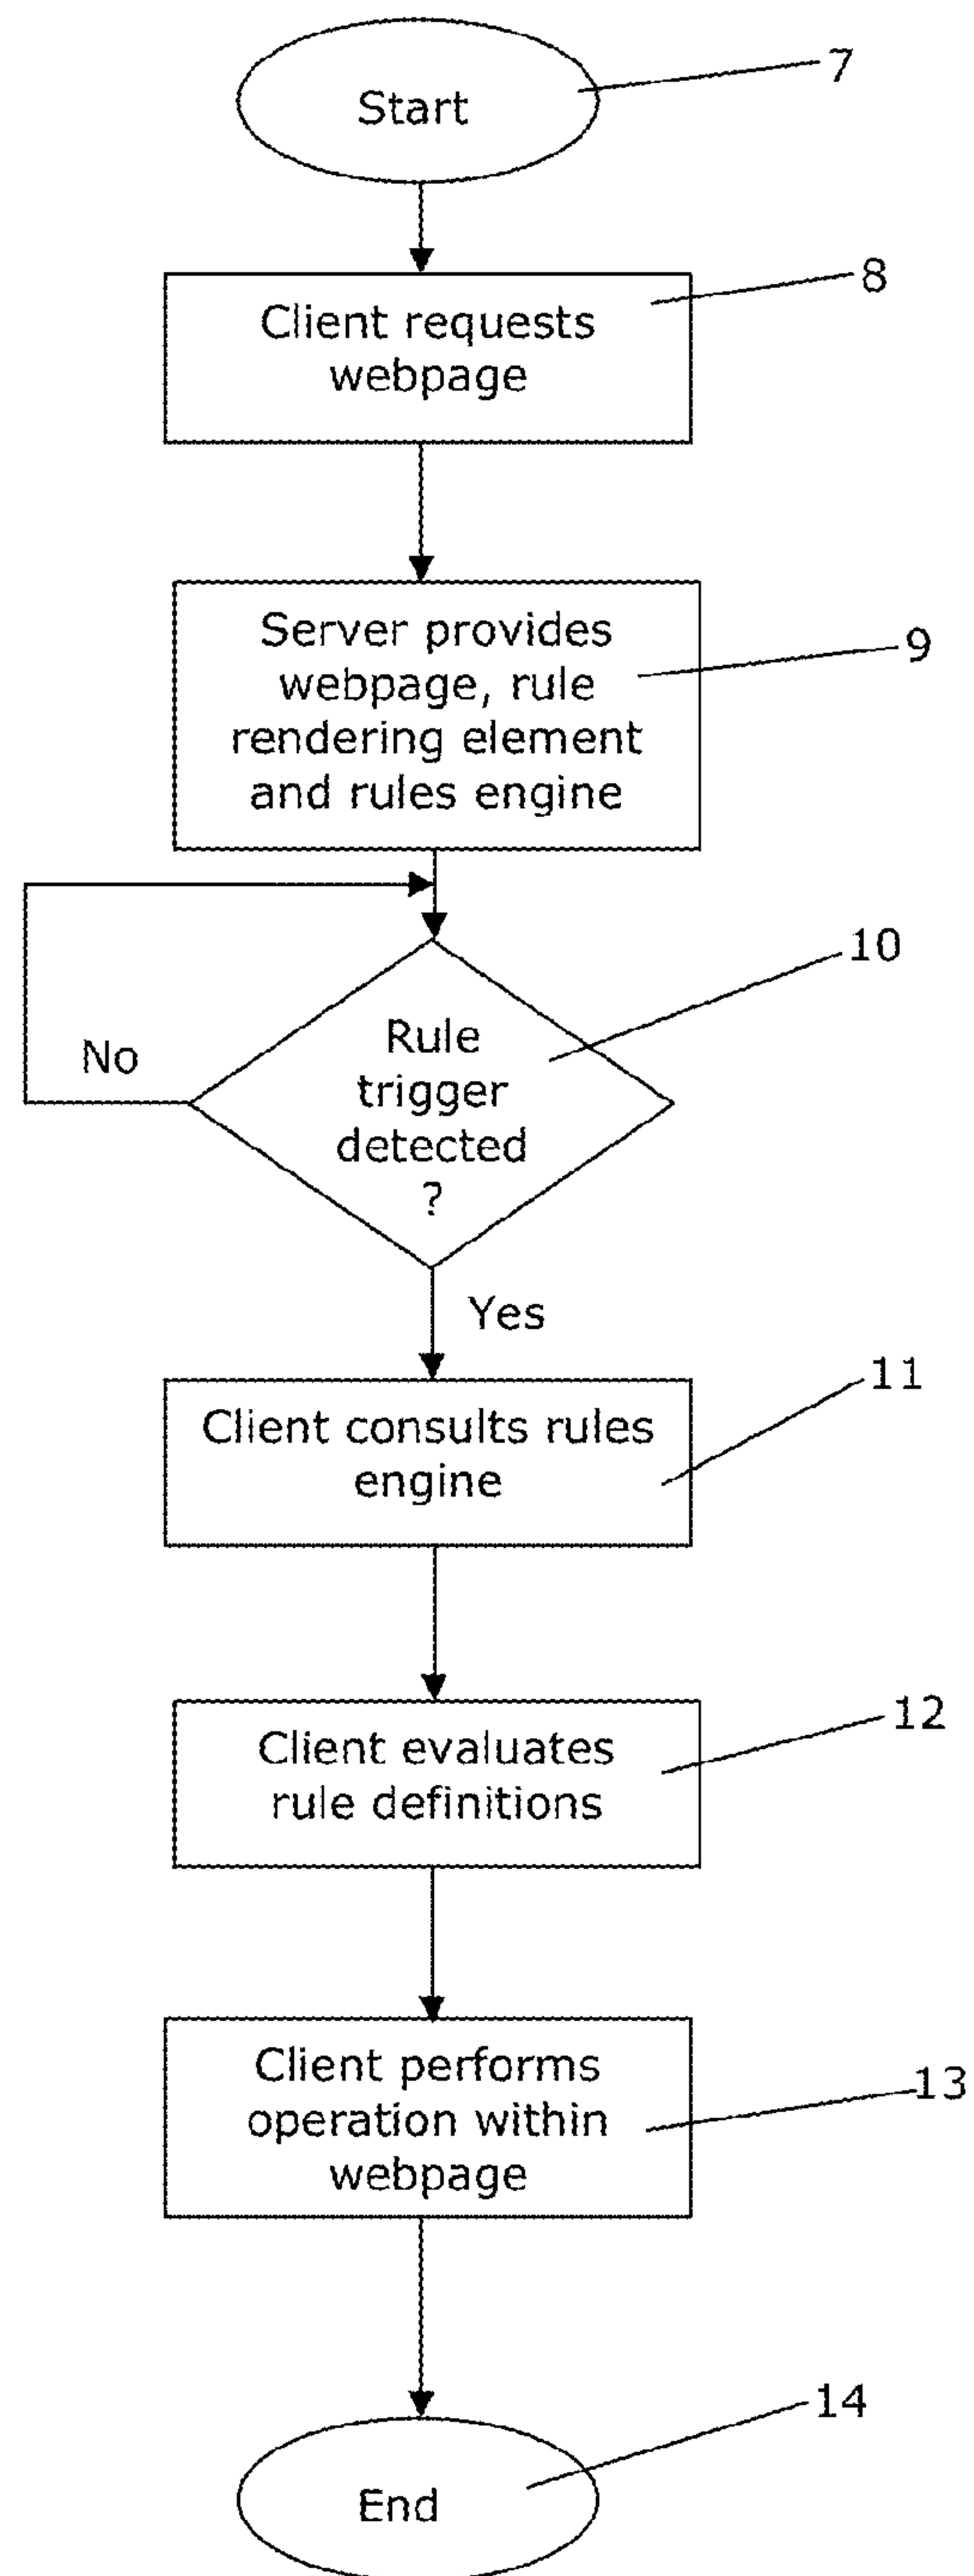 Start
7
Client requests
webpage
8
Server provides
webpage, rule
rendering element
and rules engine
9
Rule
trigger
detected
?
10
No
Yes
Client consults rules
engine
11
Client evaluates
rule definitions
12
Client performs
operation within
webpage
13
End
14